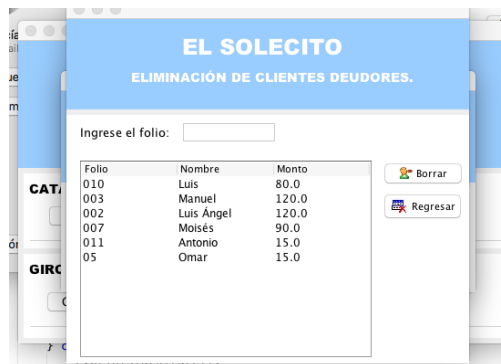 EL SOLECITO
ELIMINACIÓN DE CLIENTES DEUDORES.
Ingrese el folio:
Folio Nombre Monto
010 Luis 80.0
003 Manuel 120.0
002 Luis Ángel 120.0
007 Moisés 90.0
011 Antonio 15.0
05 Omar 15.0
Borrar
Regresar
CATÁ
GIRO